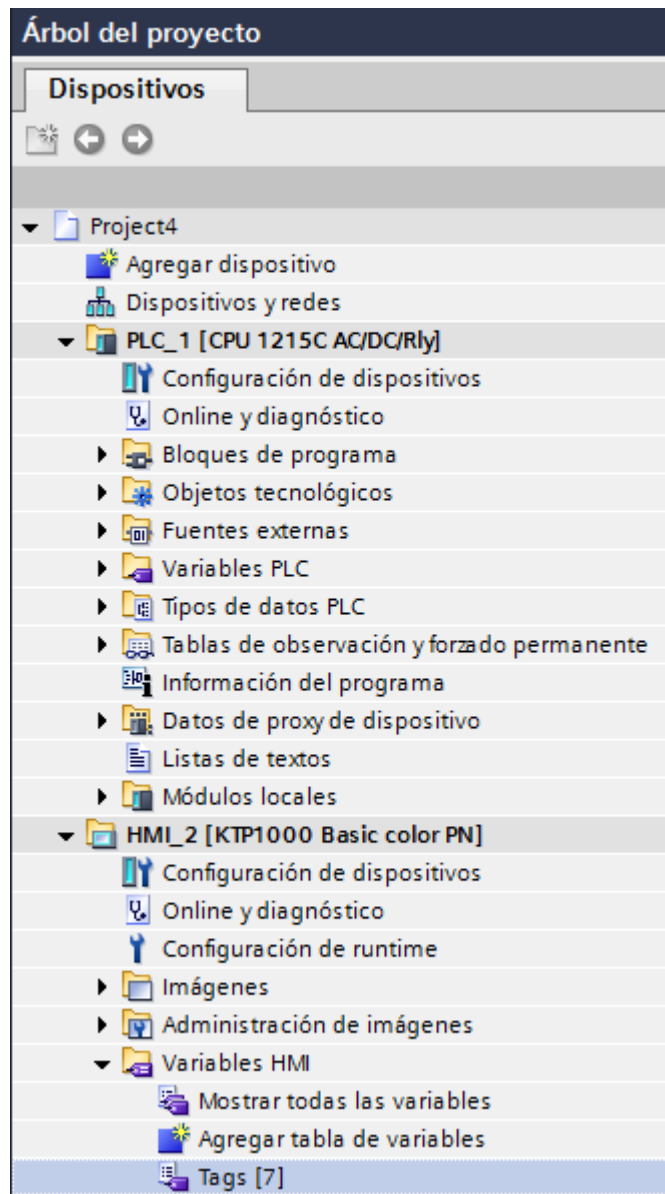 Árbol del proyecto
Dispositivos
Project4
Agregar dispositivo
Dispositivos y redes
PLC_1 [CPU 1215C AC/DC/Rly]
Configuración de dispositivos
Online y diagnóstico
Bloques de programa
Objetos tecnológicos
Fuentes externas
Variables PLC
Tipos de datos PLC
Tablas de observación y forzado permanente
Información del programa
Datos de proxy de dispositivo
Listas de textos
Módulos locales
HMI_2 [KTP1000 Basic color PN]
Configuración de dispositivos
Online y diagnóstico
Configuración de runtime
Imágenes
Administración de imágenes
Variables HMI
Mostrar todas las variables
Agregar tabla de variables
Tags [7]